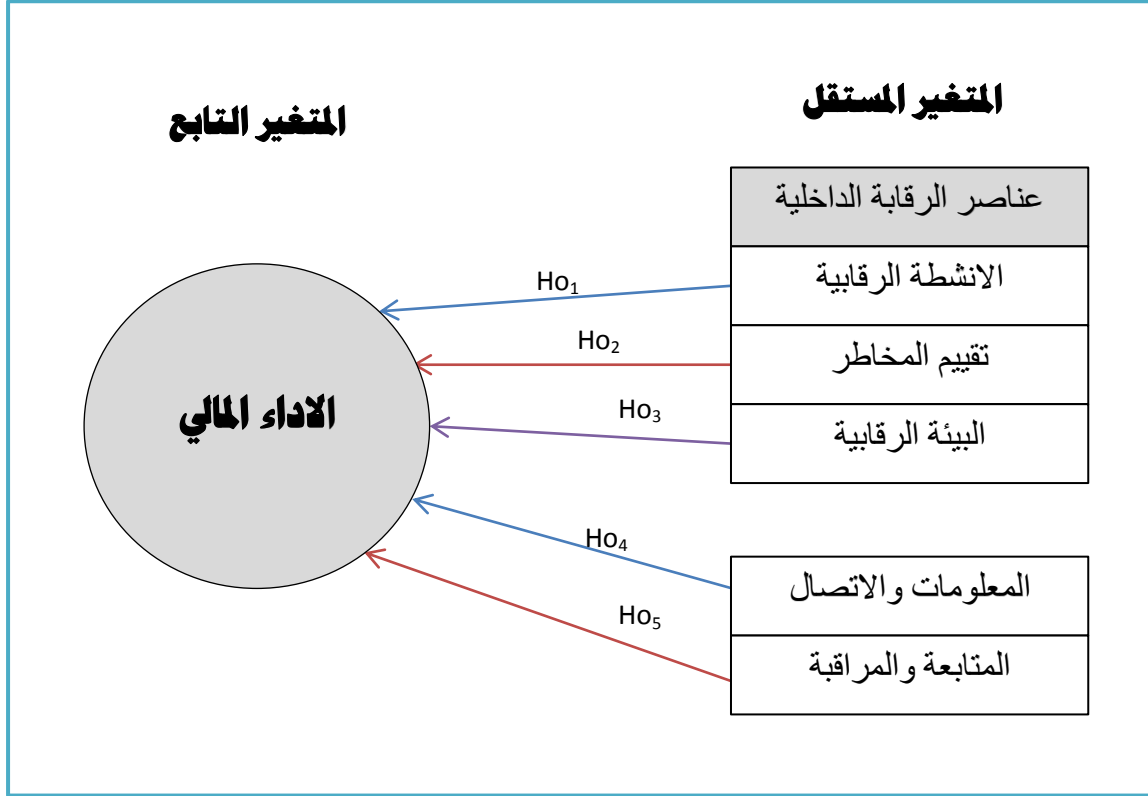 المتغير المستقل
المتغير التابع
عناصر الرقابة الداخلية
الانشطة الرقابية
Ho₁
تقييم المخاطر
Ho₂
البيئة الرقابية
Ho₃
الاداء المالي
Ho₄
المعلومات والاتصال
Ho₅
المتابعة والمراقبة